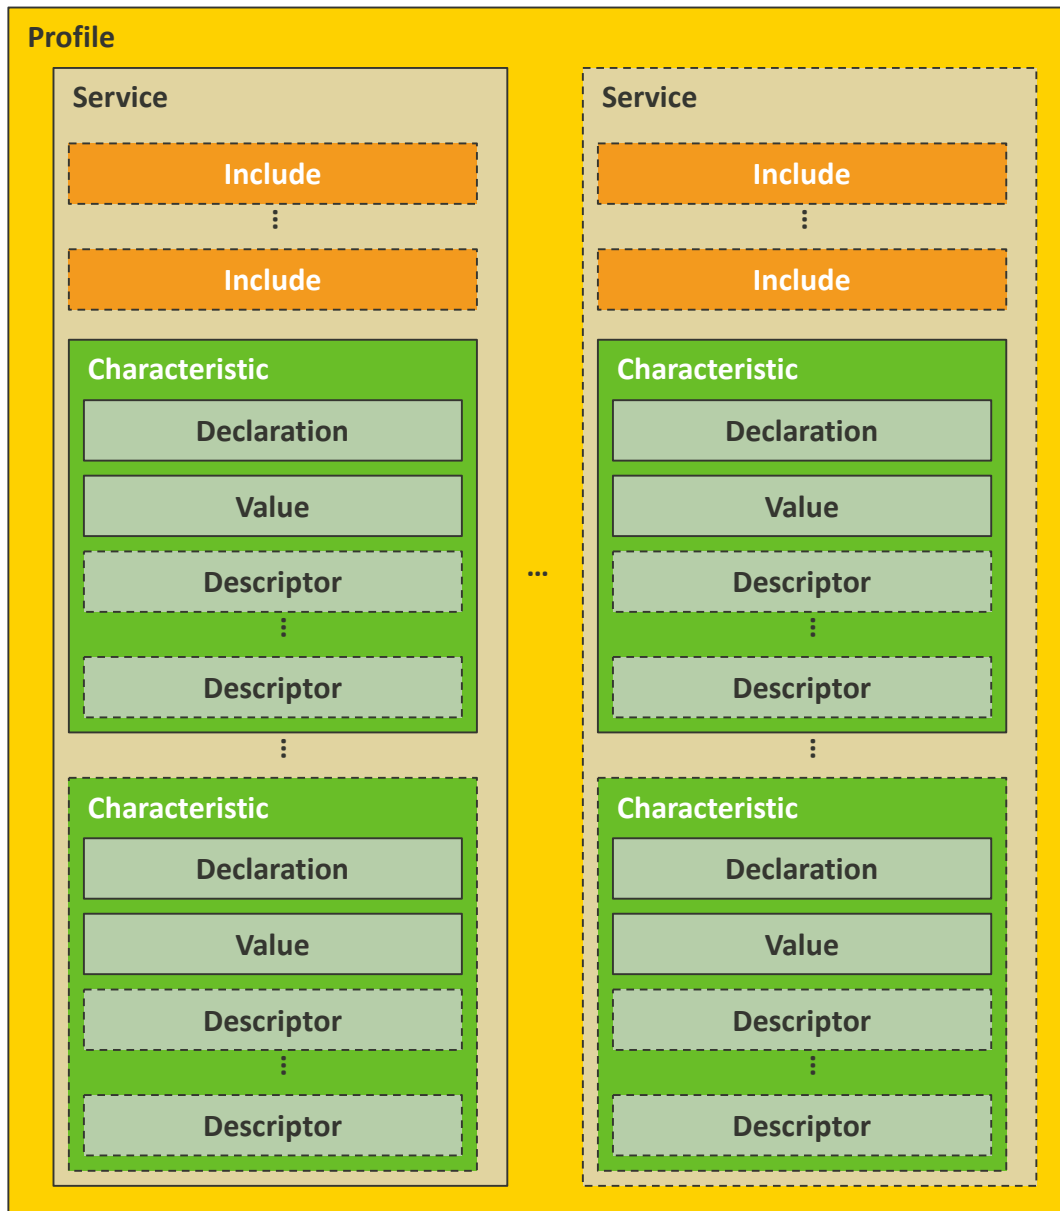 Profile
Service
Include
⋮
Include
Characteristic
Declaration
Value
Descriptor
⋮
Descriptor
⋮
Characteristic
Declaration
Value
Descriptor
⋮
Descriptor
...
Service
Include
⋮
Include
Characteristic
Declaration
Value
Descriptor
⋮
Descriptor
⋮
Characteristic
Declaration
Value
Descriptor
⋮
Descriptor